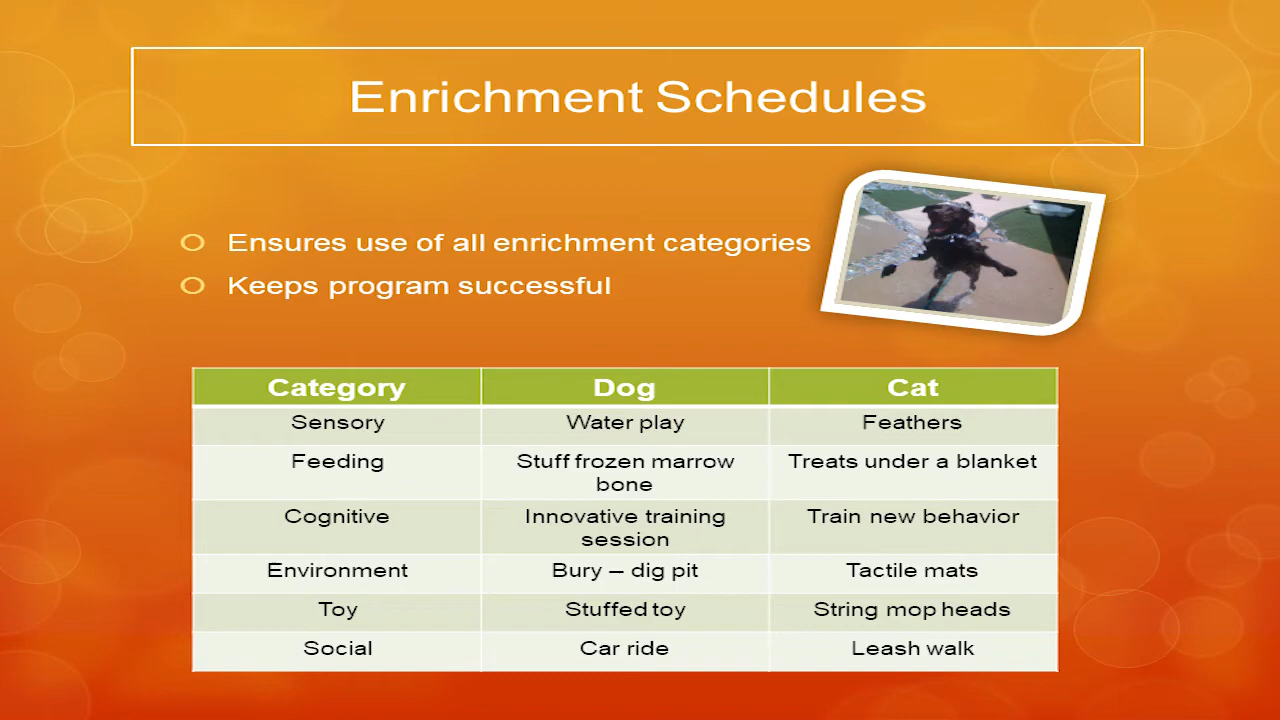 Enrichment Schedules
Ensures use of all enrichment categories
Keeps program successful
Category Dog Cat
Sensory Water play Feathers
Feeding Stuff frozen marrow bone Treats under a blanket
Cognitive Innovative training session Train new behavior
Environment Bury – dig pit Tactile mats
Toy Stuffed toy String mop heads
Social Car ride Leash walk